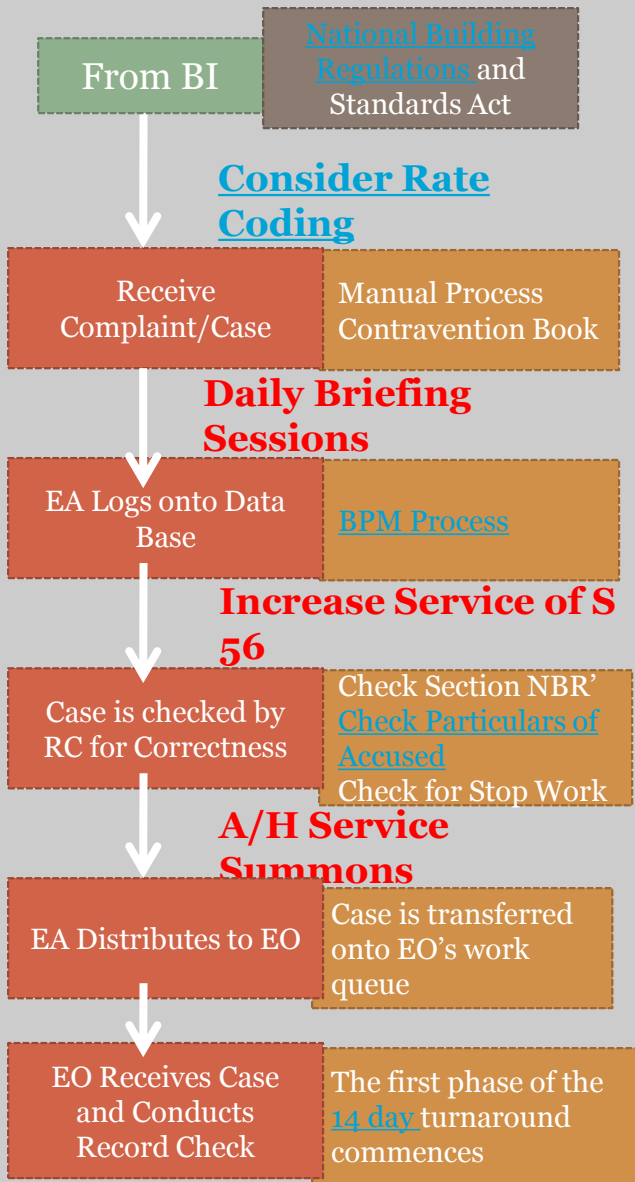 From BI
National Building
Regulations and
Standards Act
Consider Rate
Coding
Receive
Complaint/Case
Manual Process
Contravention Book
Daily Briefing
Sessions
EA Logs onto Data
Base
BPM Process
Increase Service of S
56
Case is checked by
RC for Correctness
Check Section NBR’
Check Particulars of
Accused
Check for Stop Work
A/H Service
Summons
EA Distributes to EO
Case is transferred
onto EO’s work
queue
EO Receives Case
and Conducts
Record Check
The first phase of the
14 day turnaround
commences